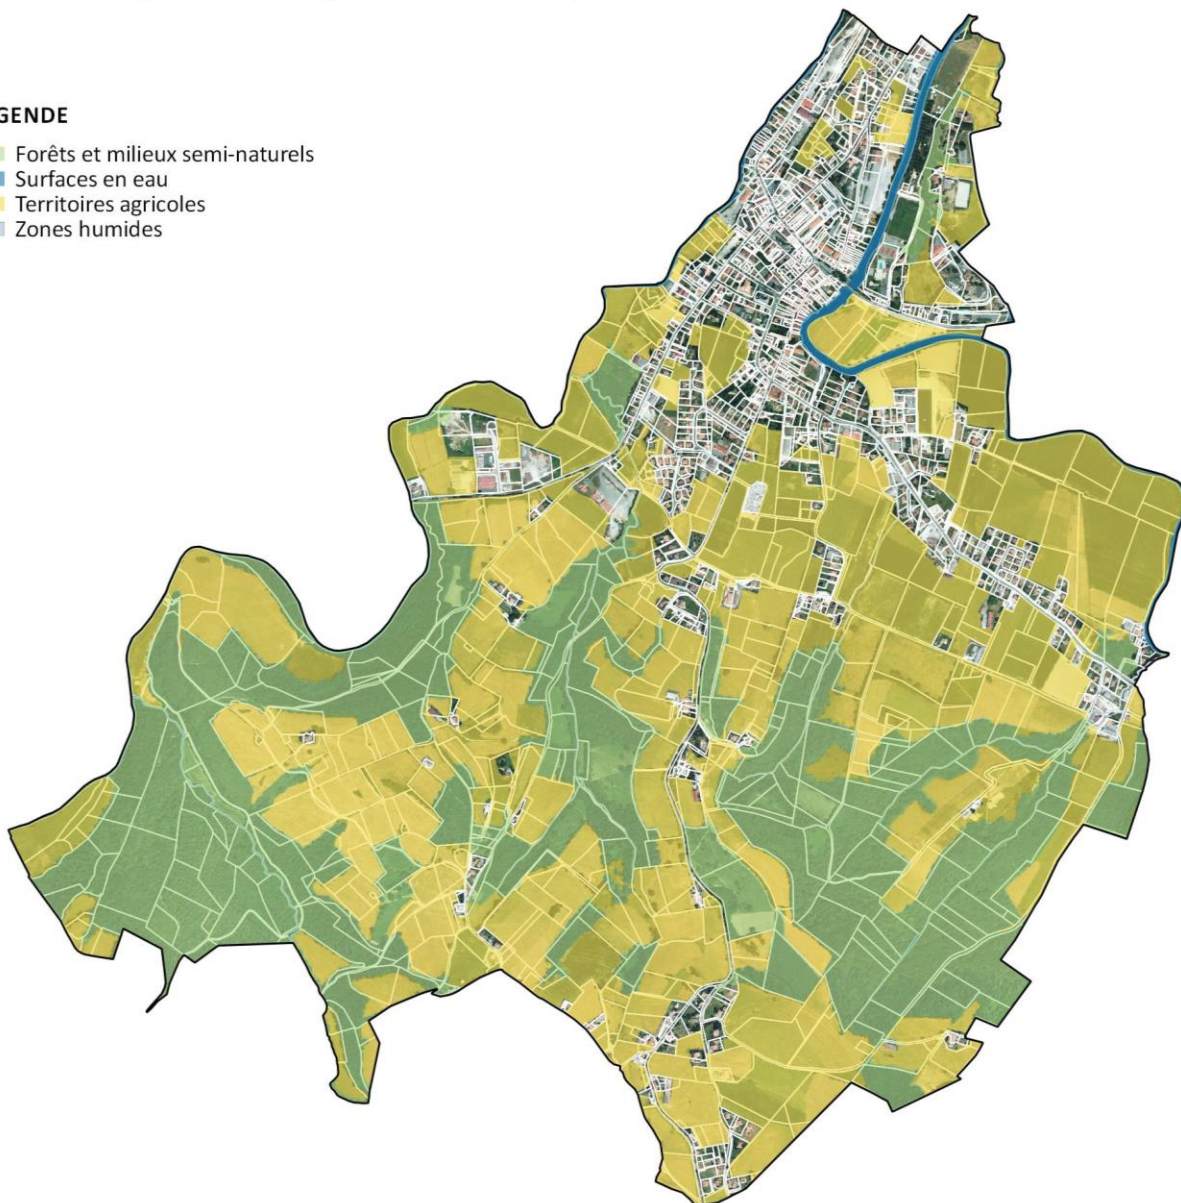 GENDE
Forêts et milieux semi-naturels
Surfaces en eau
Territoires agricoles
Zones humides